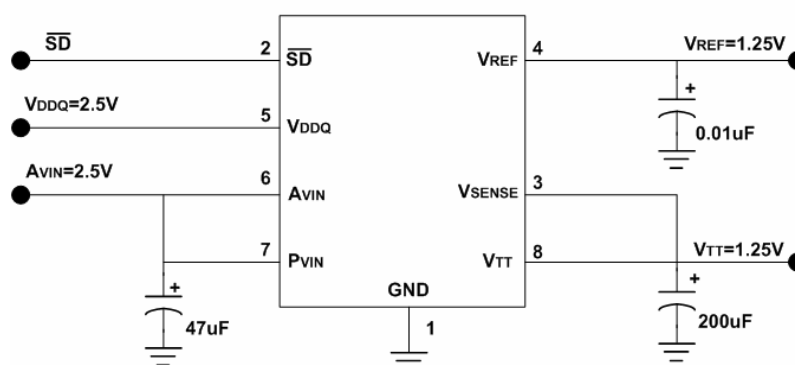 SD
2
SD
VREF
4
VREF=1.25V
VDDQ=2.5V
5
VDDQ
+
0.01uF
AVIN=2.5V
6
AVIN
VSENSE
3
7
PVIN
VTT
8
VTT=1.25V
+
47uF
GND
1
+
200uF